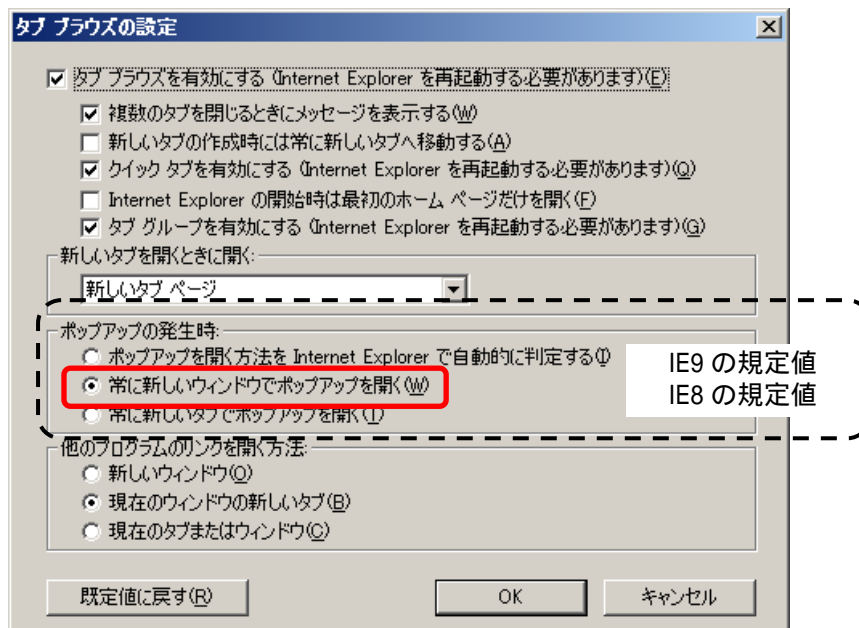 タブ ブラウズの設定
タブ ブラウズを有効にする (Internet Explorer を再起動する必要があります)(E)
複数のタブを閉じるときにメッセージを表示する(W)
新しいタブの作成時には常に新しいタブへ移動する(A)
クイック タブを有効にする (Internet Explorer を再起動する必要があります)(Q)
Internet Explorer の開始時は最初のホーム ページだけを開く(F)
タブ グループを有効にする (Internet Explorer を再起動する必要があります)(G)
新しいタブを開くときに開く:
新しいタブ ページ
ポップアップの発生時:
ポップアップを開く方法を Internet Explorer で自動的に判定する(I) IE9 の規定値
常に新しいウィンドウでポップアップを開く(W) IE8 の規定値
常に新しいタブでポップアップを開く(T)
他のプログラムのリンクを開く方法:
新しいウィンドウ(O)
現在のウィンドウの新しいタブ(B)
現在のタブまたはウィンドウ(C)
既定値に戻す(R) OK キャンセル